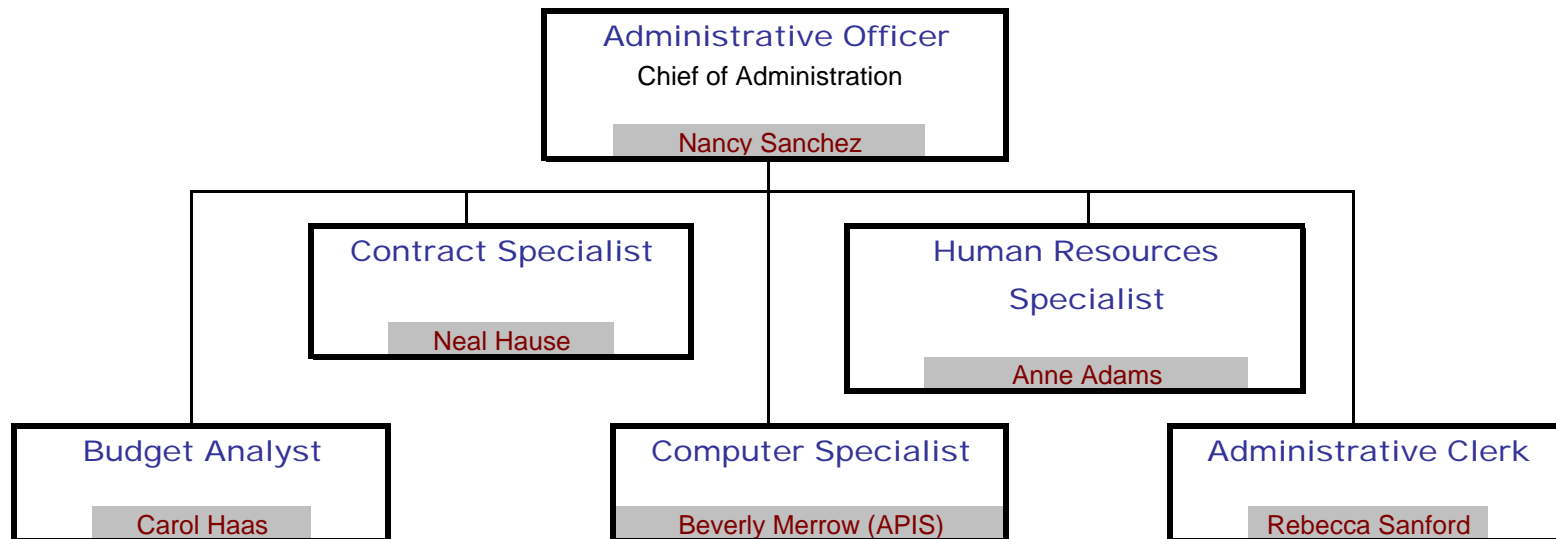 Administrative Officer
Chief of Administration
Nancy Sanchez
Contract Specialist
Neal Hause
Human Resources
Specialist
Anne Adams
Budget Analyst
Carol Haas
Computer Specialist
Beverly Merrow (APIS)
Administrative Clerk
Rebecca Sanford